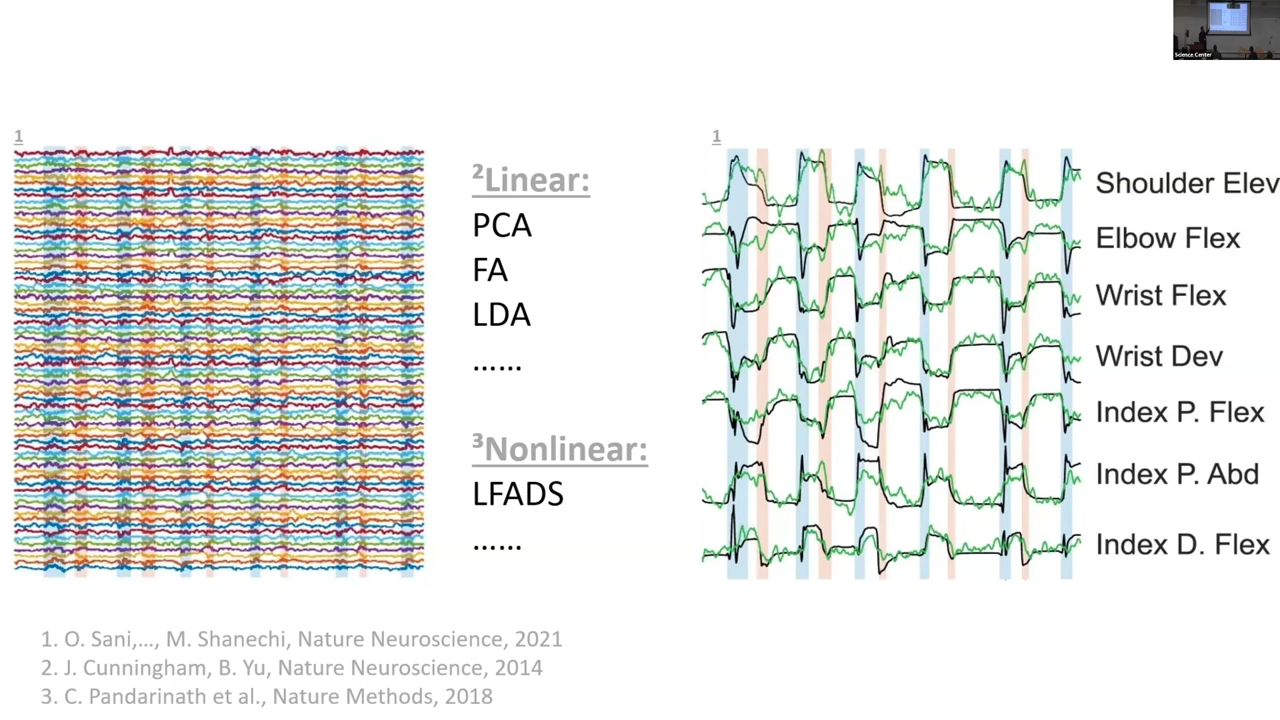 Science Center
1
²Linear:
PCA
FA
LDA
......
³Nonlinear:
LFADS
......
1
Shoulder Elev
Elbow Flex
Wrist Flex
Wrist Dev
Index P. Flex
Index P. Abd
Index D. Flex
1. O. Sani,..., M. Shanechi, Nature Neuroscience, 2021
2. J. Cunningham, B. Yu, Nature Neuroscience, 2014
3. C. Pandarinath et al., Nature Methods, 2018